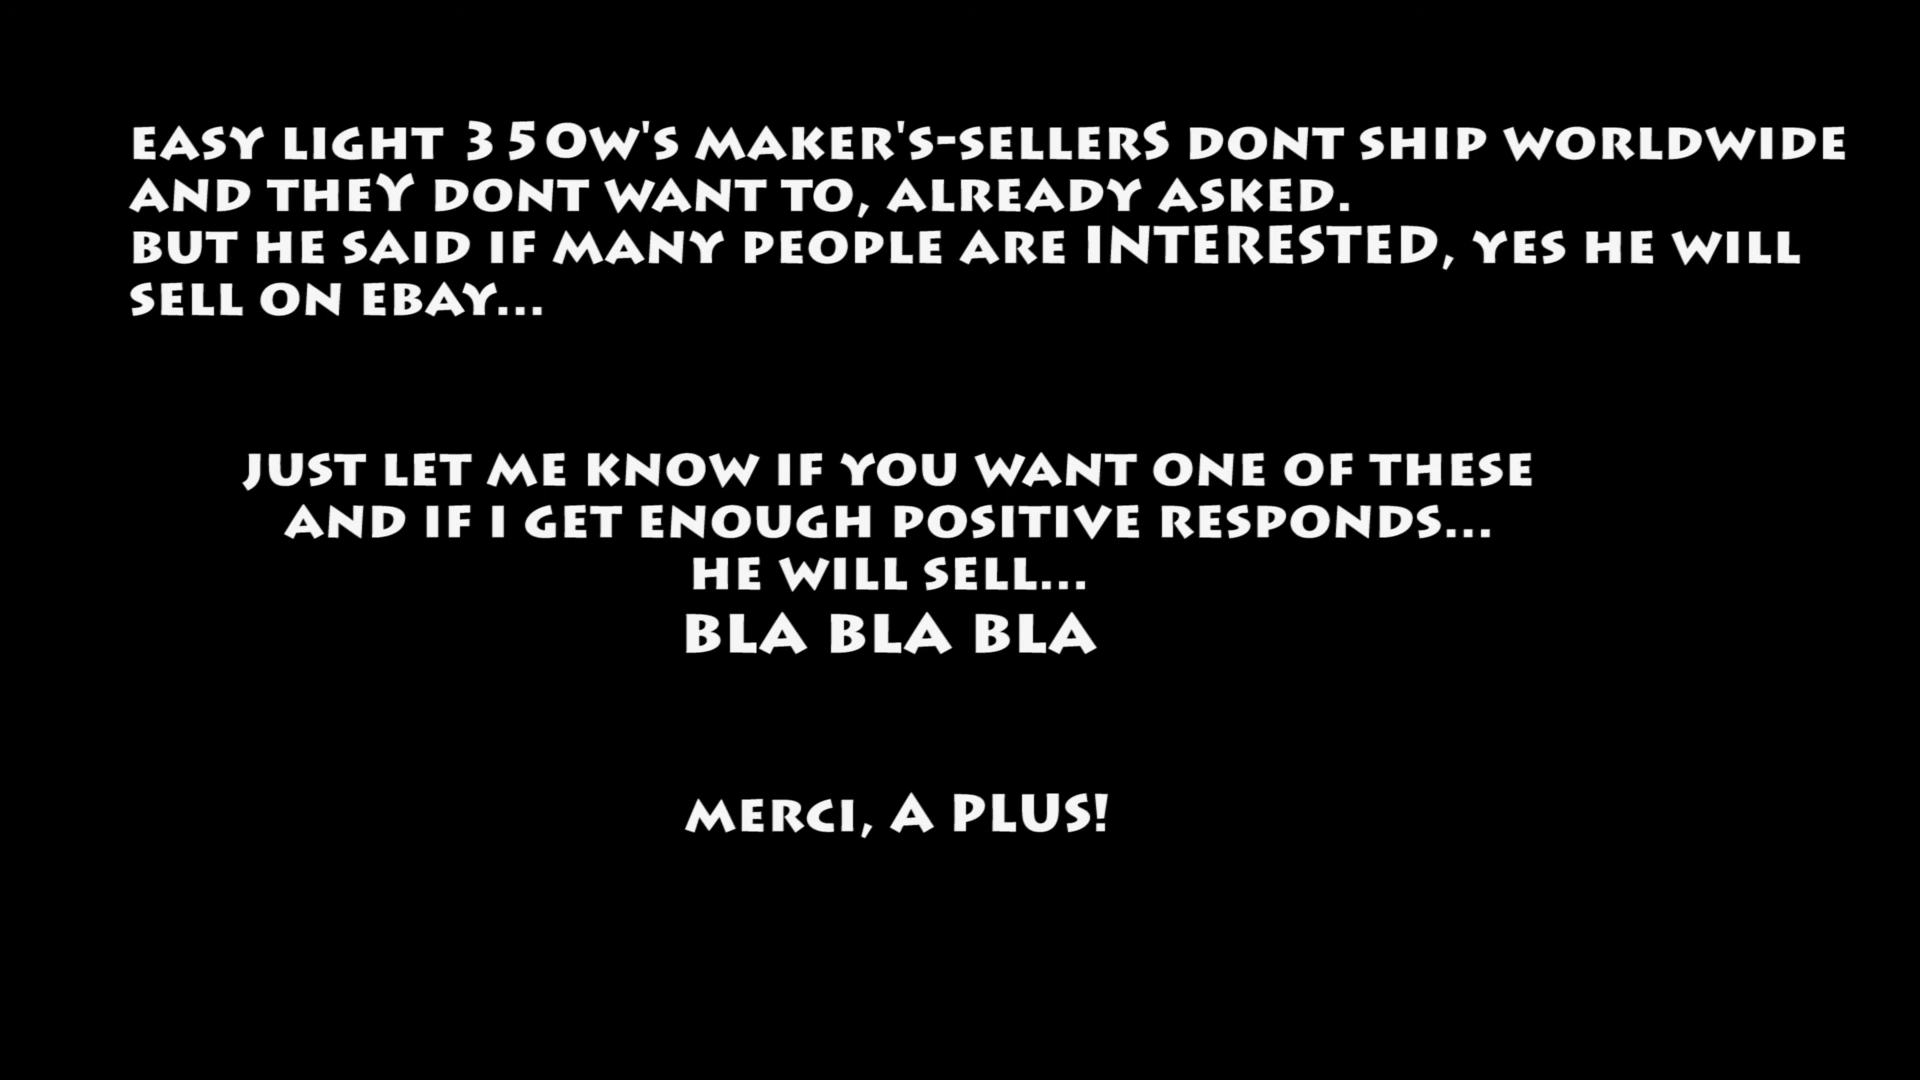 EASY LIGHT 350W'S MAKER'S-SELLERS DONT SHIP WORLDWIDE
AND THEY DONT WANT TO, ALREADY ASKED.
BUT HE SAID IF MANY PEOPLE ARE INTERESTED, YES HE WILL
SELL ON EBAY...
JUST LET ME KNOW IF YOU WANT ONE OF THESE
AND IF I GET ENOUGH POSITIVE RESPONDS...
HE WILL SELL...
BLA BLA BLA
MERCI, A PLUS!